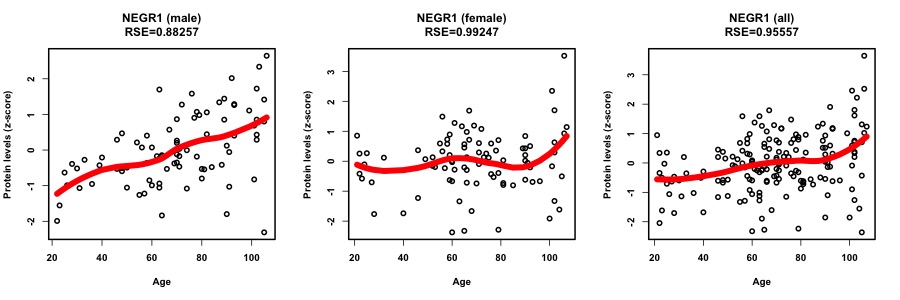 NEGR1 (male)
RSE=0.88257
Protein levels (z-score)
2
1
0
-1
-2
20 40 60 80 100
Age
NEGR1 (female)
RSE=0.99247
Protein levels (z-score)
3
2
1
0
-1
-2
20 40 60 80 100
Age
NEGR1 (all)
RSE=0.95557
Protein levels (z-score)
3
2
1
0
-1
-2
20 40 60 80 100
Age